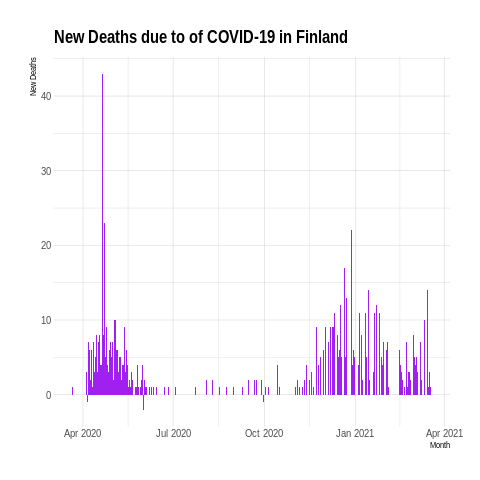 New Deaths due to of COVID-19 in Finland
New Deaths
40
30
20
10
0
Apr 2020
Jul 2020
Oct 2020
Jan 2021
Apr 2021
Month